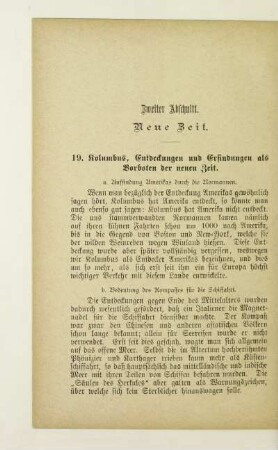 Zweiter Abschnitt.
Neue Zeit.
19. Kolumbus, Entdeckungen und Erfindungen als
Vorboten der neuen Zeit.
a. Auffindung Amerikas durch die Normannen.
Wenn man bezüglich der Entdeckung Amerikas gewöhnlich
sagen hört, Kolumbus hat Amerika entdeckt, so könnte man
auch ebenso gut sagen: Kolumbus hat Amerika nicht entdeckt.
Die stammverwandten Normannen kamen nämlich auf
ihren kühnen Fahrten schon um 1000 nach Amerika,
bis in die Gegend von Boston und New-York, welche sie
der wilden Weinreben wegen Winland hießen. Diese Ent-
deckung wurde aber später vollständig vergessen, weswegen
wir Kolumbus als den Entdecker Amerikas bezeichnen, und dies
um so mehr, als sich erst seit ihm ein für Europa höchst
wichtiger Verkehr mit diesen Landen ergab.
b. Bedeutung des Kompasses für die Schiffahrt.
Die Entdeckungen gegen Ende des Mittelalters wurden
dadurch wesentlich gefördert, daß ein Italiener die Magnet-
nadel für die Schiffahrt dienstbar machte. Der Kompaß
war den Chinesen und anderen ostasiatischen Völkern
schon lange bekannt; allein für Seereisen wurde er nicht
verwendet. Erst als dies geschah, wagte man sich allgemein
auf das offene Meer. Selbst die im Altertum hochberühmten
Phönizier und Karthager trieben kaum mehr als Küsten-
schiffahrt, so daß hauptsächlich das mittelländische und indische
Meer mit ihren Teilen von Schiffen befahren wurden. Die
„Säulen des Herkules“ aber galten als Warnungszeichen,
über welche sich kein Sterblicher hinauswagen solle.